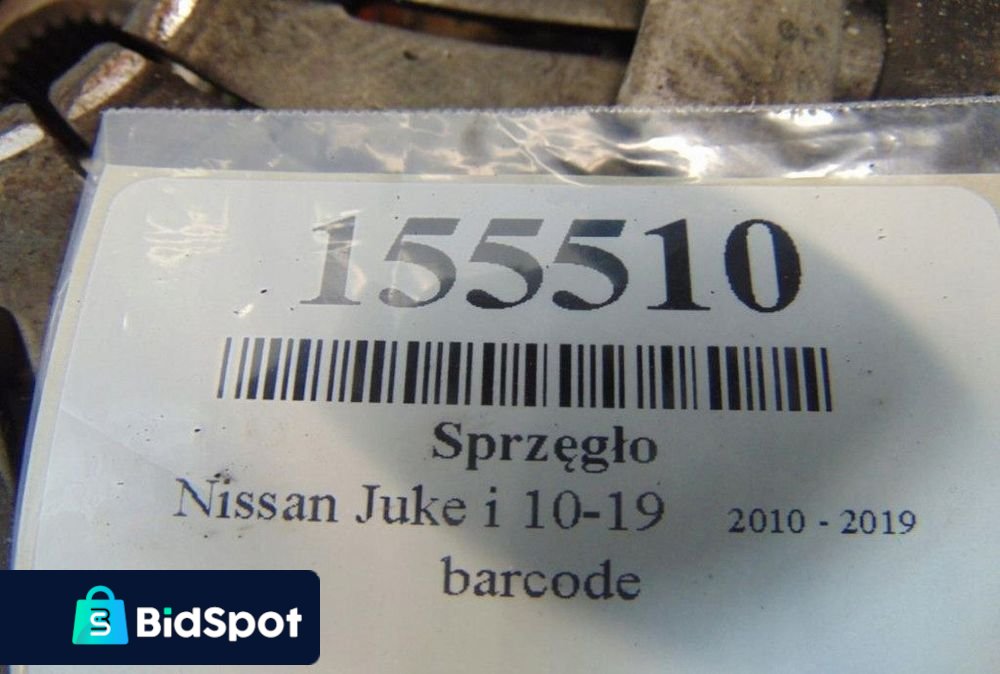 155510
Sprzęgło
Nissan Juke i 10-19 2010 - 2019
barcode
BidSpot